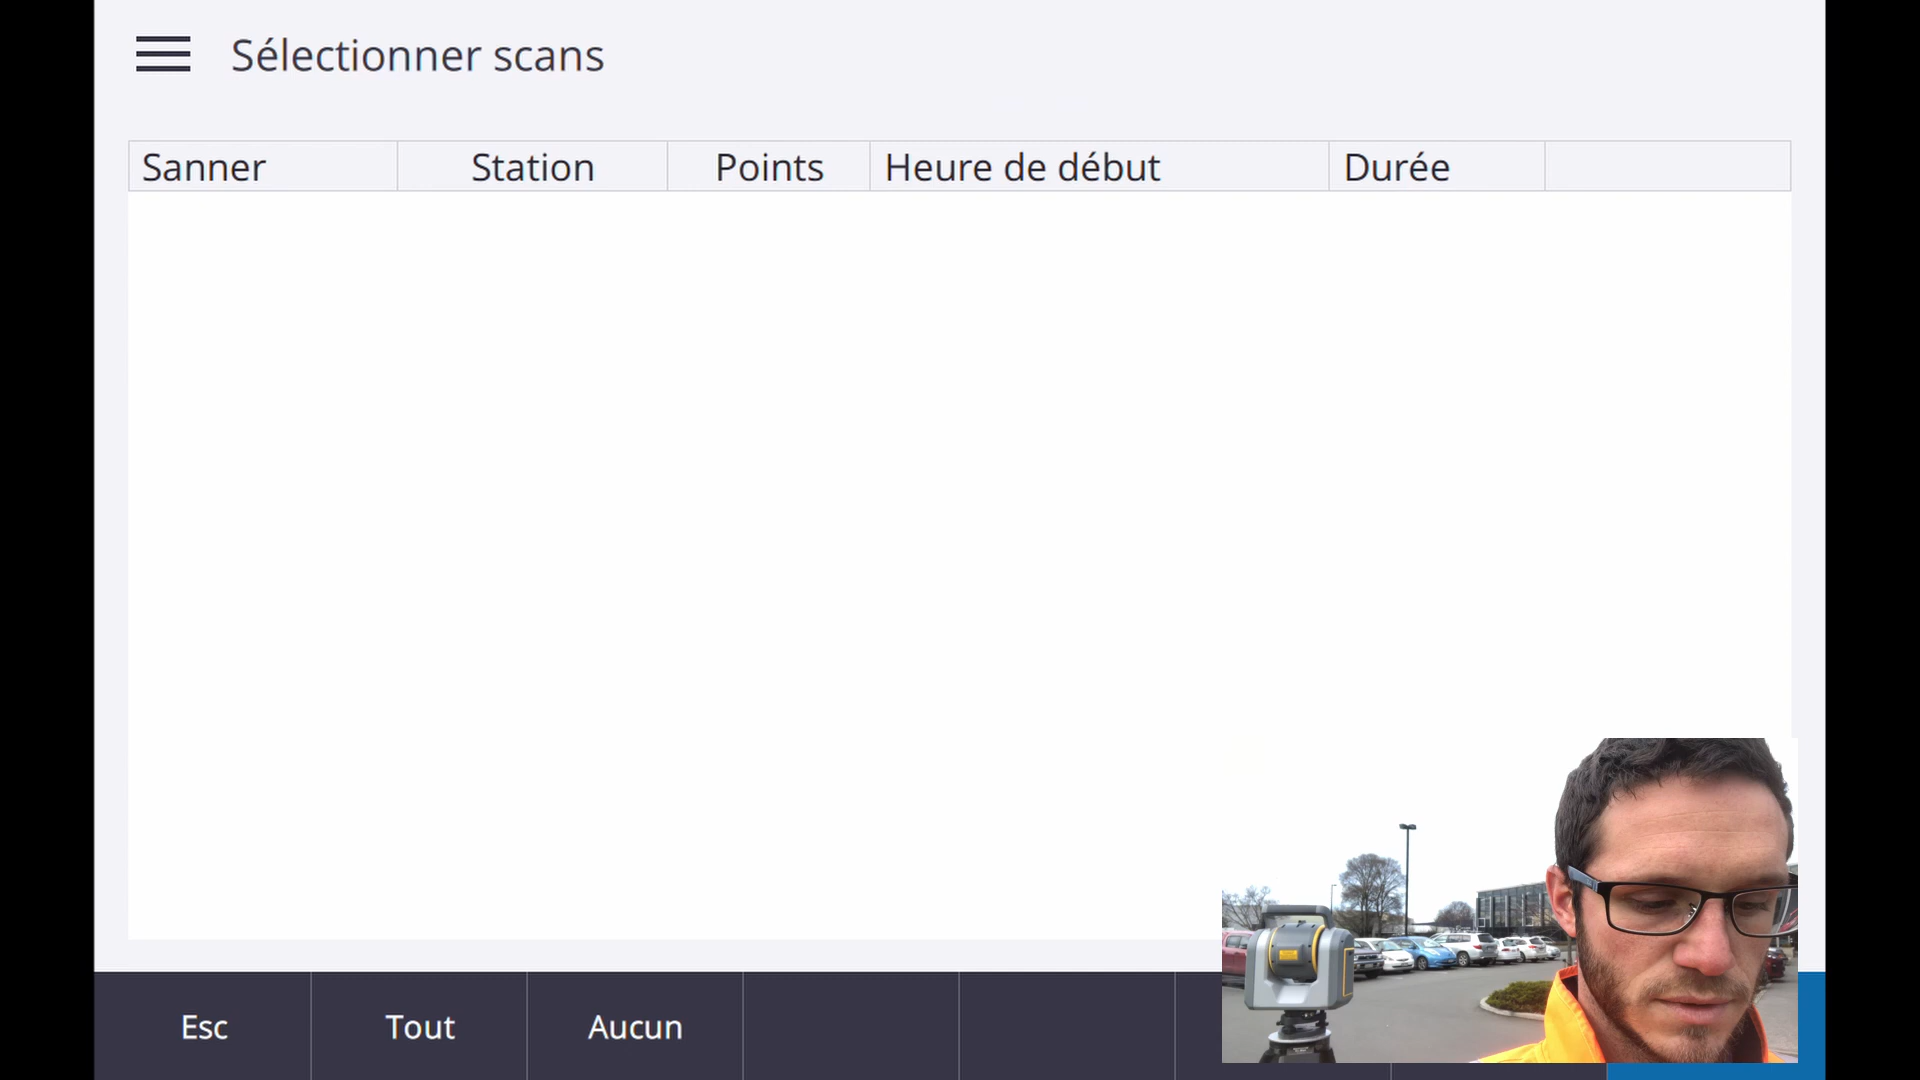 Sélectionner scans
Sanner Station Points Heure de début Durée
Esc Tout Aucun